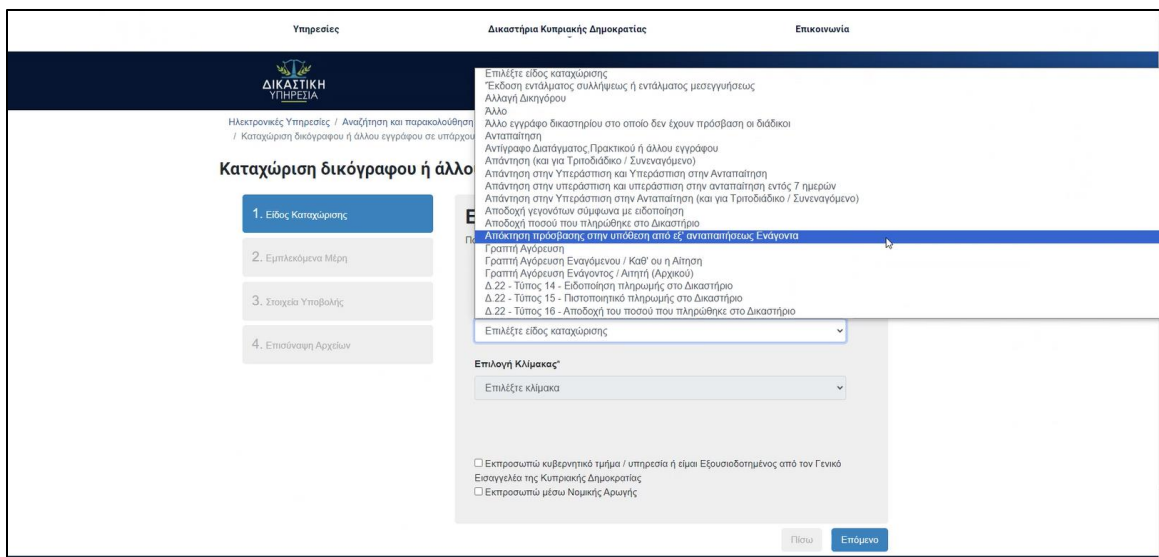 Υπηρεσίες
Δικαστήρια Κυπριακής Δημοκρατίας
Επικοινωνία
ΔΙΚΑΣΤΙΚΗ
ΥΠΗΡΕΣΙΑ
Ηλεκτρονικές Υπηρεσίες / Αναζήτηση και παρακολούθηση
/ Καταχώριση δικόγραφου ή άλλου εγγράφου σε υπάρχου
Καταχώριση δικόγραφου ή άλλο
1. Είδος Καταχώρισης
2. Εμπλεκόμενα Μέρη
3. Στοιχεία Υποβολής
4. Επισύναψη Αρχείων
Ε
Πα
Επιλέξτε είδος καταχώρισης
Έκδοση εντάλματος συλλήψεως ή εντάλματος μεσεγγυήσεως
Αλλαγή Δικηγόρου
Άλλο
Άλλο εγγράφο δικαστηρίου στο οποίο δεν έχουν πρόσβαση οι διάδικοι
Ανταπαίτηση
Αντίγραφο Διατάγματος,Πρακτικού ή άλλου εγγράφου
Απάντηση (και για Τριτοδιάδικο / Συνεναγόμενο)
Απάντηση στην Υπεράσπιση και Υπεράσπιση στην Ανταπαίτηση
Απάντηση στην υπεράσπιση και υπεράσπιση στην ανταπαίτηση εντός 7 ημερών
Απάντηση στην Υπεράσπιση στην Ανταπαίτηση (και για Τριτοδιάδικο / Συνεναγόμενο)
Αποδοχή γεγονότων σύμφωνα με ειδοποίηση
Αποδοχή ποσού που πληρώθηκε στο Δικαστήριο
Απόκτηση πρόσβασης στην υπόθεση από εξ' ανταπαιτήσεως Ενάγοντα
Γραπτή Αγόρευση
Γραπτή Αγόρευση Εναγόμενου / Καθ' ου η Αίτηση
Γραπτή Αγόρευση Ενάγοντος / Αιτητή (Αρχικού)
Δ.22 - Τύπος 14 - Ειδοποίηση πληρωμής στο Δικαστήριο
Δ.22 - Τύπος 15 - Πιστοποιητικό πληρωμής στο Δικαστήριο
Δ.22 - Τύπος 16 - Αποδοχή του ποσού που πληρώθηκε στο Δικαστήριο
Επιλέξτε είδος καταχώρισης
Επιλογή Κλίμακας*
Επιλέξτε κλίμακα
Εκπροσωπώ κυβερνητικό τμήμα / υπηρεσία ή είμαι Εξουσιοδοτημένος από τον Γενικό
Εισαγγελέα της Κυπριακής Δημοκρατίας
Εκπροσωπώ μέσω Νομικής Αρωγής
Πίσω
Επόμενο